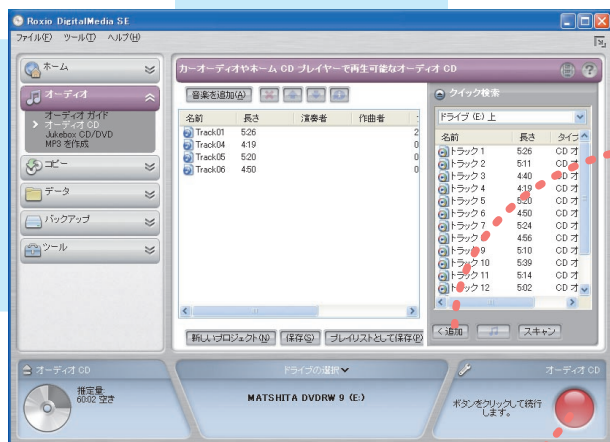 Roxio DigitalMedia SE
ファイル(F) ツール(T) ヘルプ(H)
ホーム
オーディオ
オーディオ ガイド
オーディオ CD
Jukebox CD/DVD
MP3 を作成
コピー
データ
バックアップ
ツール
カーオーディオやホーム CD プレイヤーで再生可能なオーディオ CD
音楽を追加(A)
名前 長さ 演奏者 作曲者
Track01 5:26 2
Track04 4:19 0
Track05 5:20 0
Track06 4:50 0
新しいプロジェクト(N) 保存(S) プレイリストとして保存(P)
クイック検索
ドライブ (E) 上
名前 長さ タイプ
トラック 1 5:26 CD オ
トラック 2 5:11 CD オ
トラック 3 4:40 CD オ
トラック 4 4:19 CD オ
トラック 5 5:20 CD オ
トラック 6 4:50 CD オ
トラック 7 5:24 CD オ
4:56 CD オ
トラック 9 5:10 CD オ
トラック 10 5:39 CD オ
トラック 11 5:14 CD オ
トラック 12 5:02 CD オ
< 追加 スキャン
オーディオ CD
推定量:
60:02 空き
ドライブの選択
MATSHITA DVDRW 9 (E:)
オーディオ CD
ボタンをクリックして続行
します。